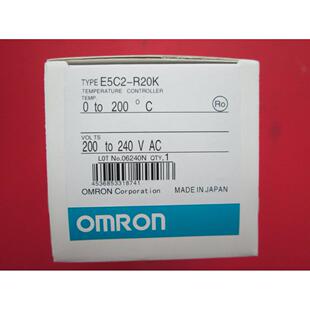 TYPE E5C2-R20K
TEMPERATURE CONTROLLER
TEMP.
0 to 200 °C
Ro
VOLTS
200 to 240 V AC
LOT No.06240N QTY.1
4536853318741
OMRON Corporation MADE IN JAPAN
OMRON